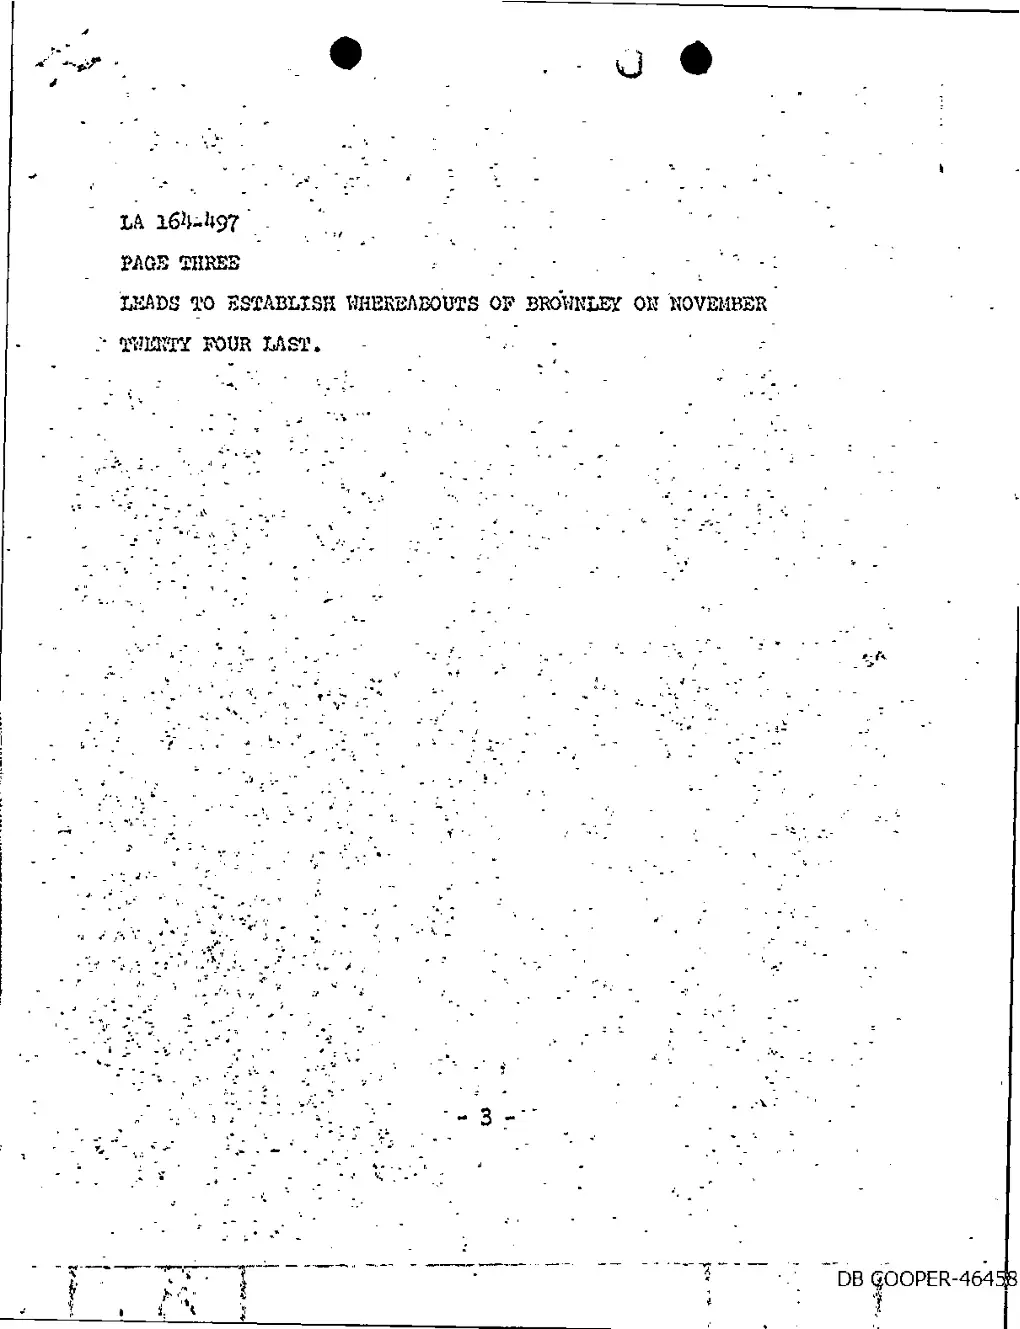 LA 164-497
PAGE THREE
LEADS TO ESTABLISH WHEREABOUTS OF BROWNLEY ON NOVEMBER
TWENTY FOUR LAST.
- 3 -
DB COOPER-46458